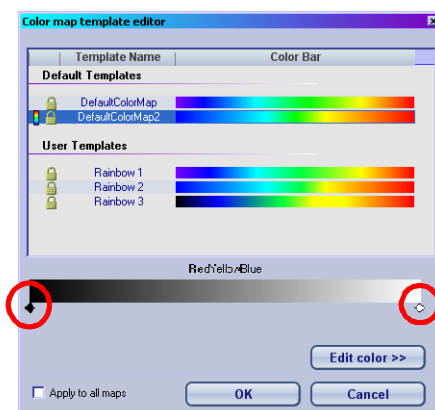 Color map template editor
Template Name Color Bar
Default Templates
DefaultColorMap
DefaultColorMap2
User Templates
Rainbow 1
Rainbow 2
Rainbow 3
RedYellowBlue
Edit color >>
Apply to all maps
OK
Cancel